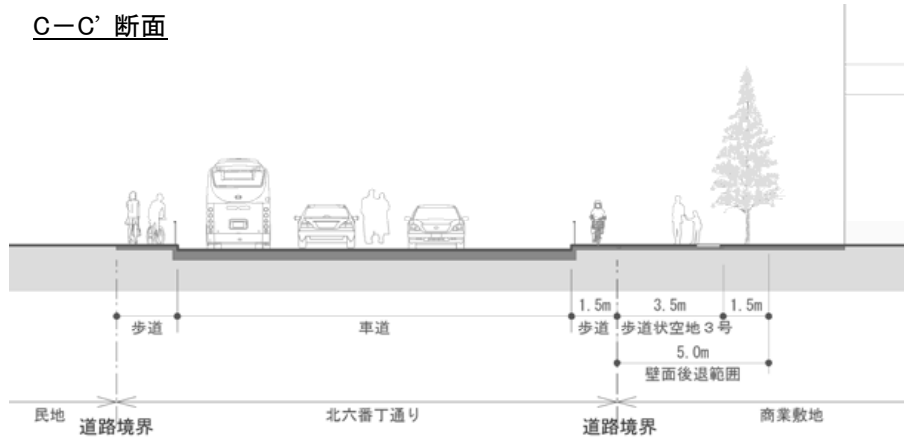 C－C’ 断面
1.5m 3.5m 1.5m
歩道 車道 歩道 歩道状空地３号
5.0m
壁面後退範囲
民地 北六番丁通り 商業敷地
道路境界 道路境界